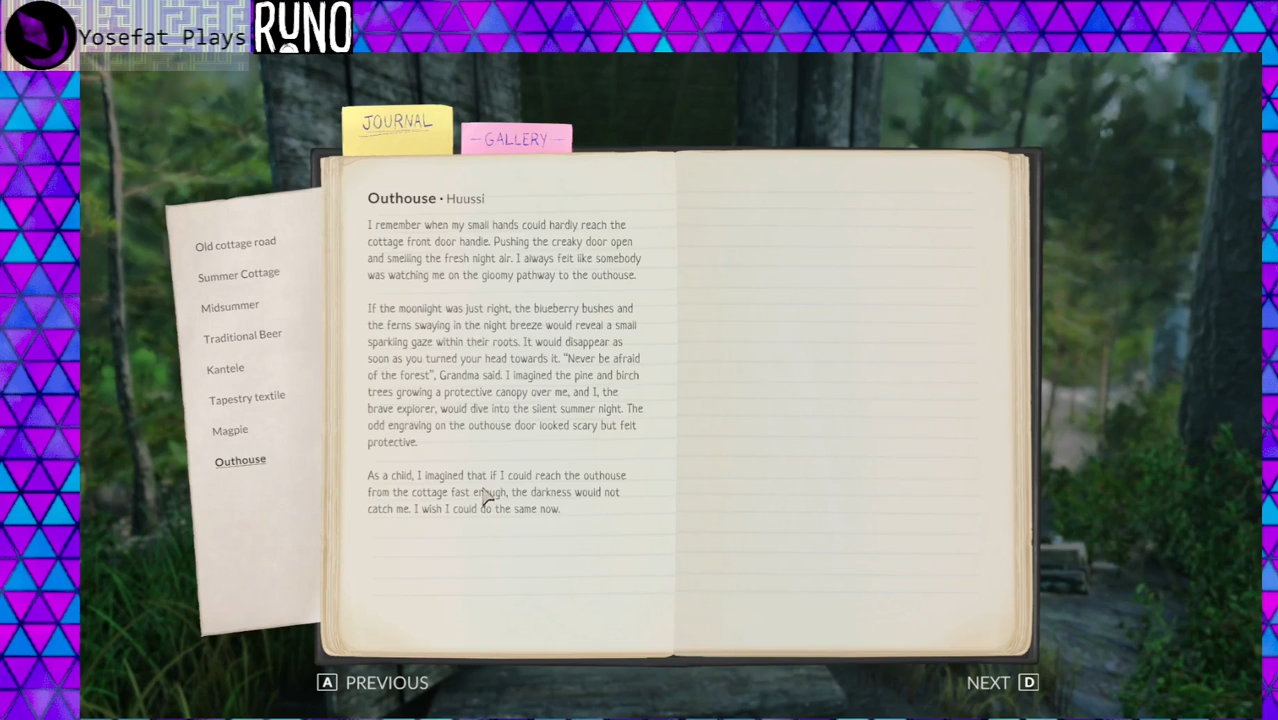 Yosefat Plays
RUNO
JOURNAL
- GALLERY -
Old cottage road
Summer Cottage
Midsummer
Traditional Beer
Kantele
Tapestry textile
Magpie
Outhouse
Outhouse • Huussi
I remember when my small hands could hardly reach the
cottage front door handle. Pushing the creaky door open
and smelling the fresh night air. I always felt like somebody
was watching me on the gloomy pathway to the outhouse.
If the moonlight was just right, the blueberry bushes and
the ferns swaying in the night breeze would reveal a small
sparkling gaze within their roots. It would disappear as
soon as you turned your head towards it. “Never be afraid
of the forest”, Grandma said. I imagined the pine and birch
trees growing a protective canopy over me, and I, the
brave explorer, would dive into the silent summer night. The
odd engraving on the outhouse door looked scary but felt
protective.
As a child, I imagined that if I could reach the outhouse
from the cottage fast enough, the darkness would not
catch me. I wish I could do the same now.
A PREVIOUS
NEXT D